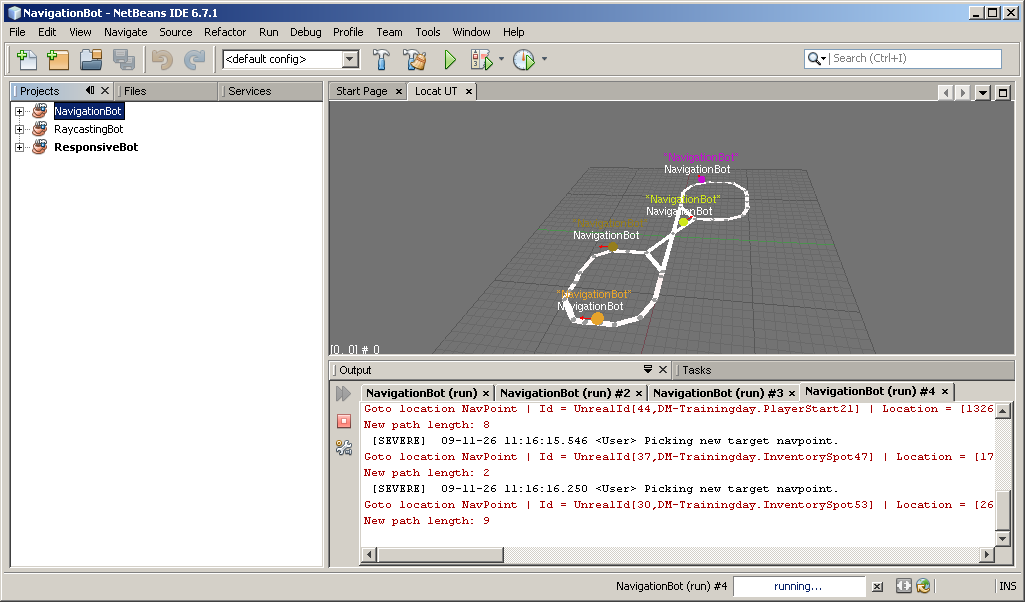 NavigationBot - NetBeans IDE 6.7.1
File Edit View Navigate Source Refactor Run Debug Profile Team Tools Window Help
<default config>
Search (Ctrl+I)
Projects Files Services
Start Page Locat UT
NavigationBot
RaycastingBot
ResponsiveBot
"NavigationBot"
NavigationBot
"NavigationBot"
NavigationBot
NavigationBot
"NavigationBot"
NavigationBot
[0, 0] # 0
Output Tasks
NavigationBot (run) NavigationBot (run) #2 NavigationBot (run) #3 NavigationBot (run) #4
Goto location NavPoint | Id = UnrealId[44,DM-Trainingday.PlayerStart21] | Location = [1326
New path length: 8
[SEVERE] 09-11-26 11:16:15.546 <User> Picking new target navpoint.
Goto location NavPoint | Id = UnrealId[37,DM-Trainingday.InventorySpot47] | Location = [17
New path length: 2
[SEVERE] 09-11-26 11:16:16.250 <User> Picking new target navpoint.
Goto location NavPoint | Id = UnrealId[30,DM-Trainingday.InventorySpot53] | Location = [26
New path length: 9
NavigationBot (run) #4 running... INS